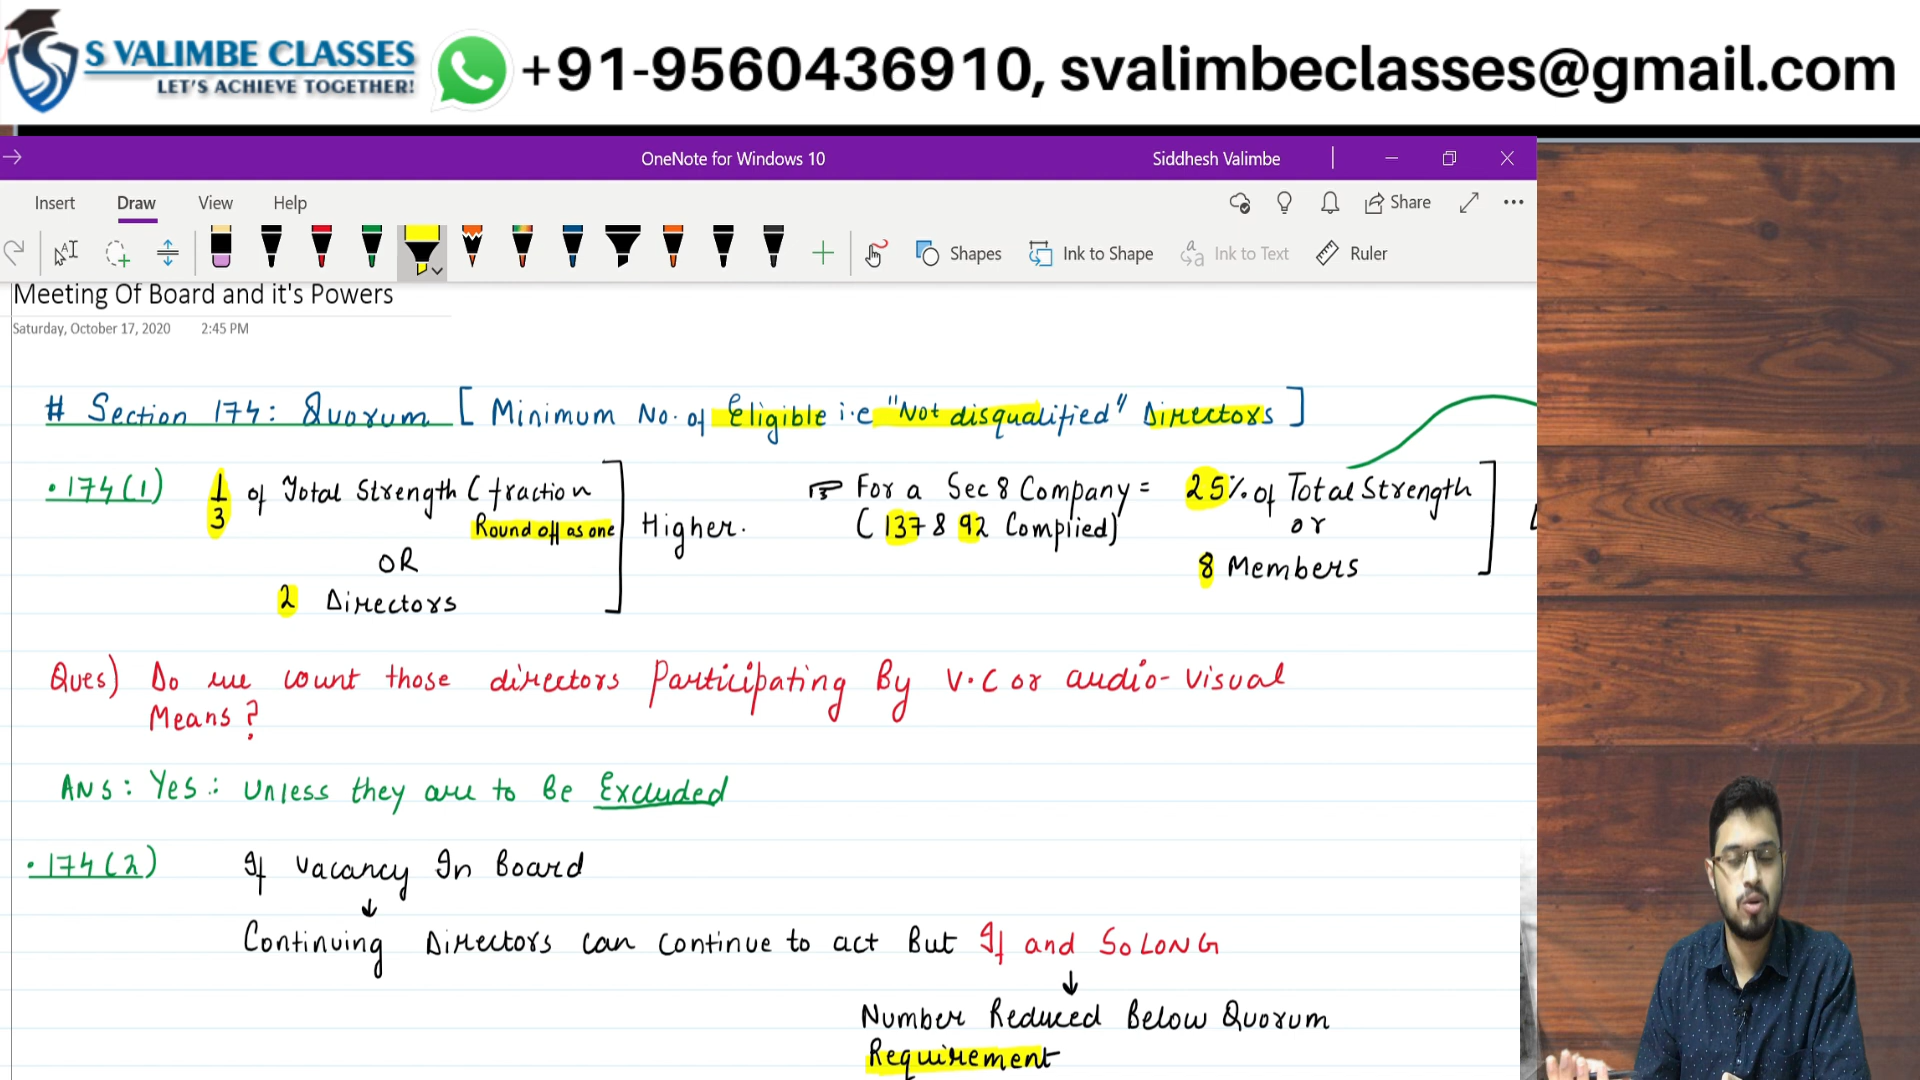 S VALIMBE CLASSES
LET'S ACHIEVE TOGETHER!
+91-9560436910, svalimbeclasses@gmail.com
OneNote for Windows 10
Siddhesh Valimbe
Insert Draw View Help
Share
Shapes Ink to Shape Ink to Text Ruler
Meeting Of Board and it's Powers
Saturday, October 17, 2020 2:45 PM
# Section 174: Quorum [ Minimum No. of Eligible i.e "Not disqualified" Directors ]
• 174(1) 1/3 of Total Strength ( fraction
Round off as one
OR
2 Directors
Higher.
For a Sec 8 Company =
( 137 & 92 Complied)
25% of Total Strength
or
8 Members
Ques) Do we count those directors Participating By V.C or audio-visual
Means?
Ans: Yes: unless they are to be Excluded
• 174(2) If Vacancy In Board
↓
Continuing Directors can continue to act But If and SO LONG
↓
Number Reduced Below Quorum
Requirement